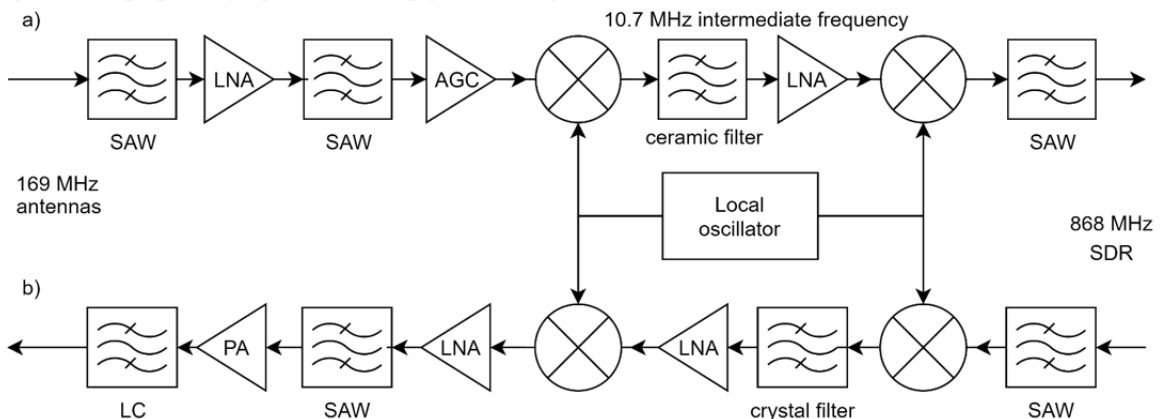 a)
10.7 MHz intermediate frequency
LNA
AGC
LNA
SAW
SAW
ceramic filter
SAW
169 MHz
antennas
Local
oscillator
868 MHz
SDR
b)
PA
LNA
LNA
LC
SAW
crystal filter
SAW